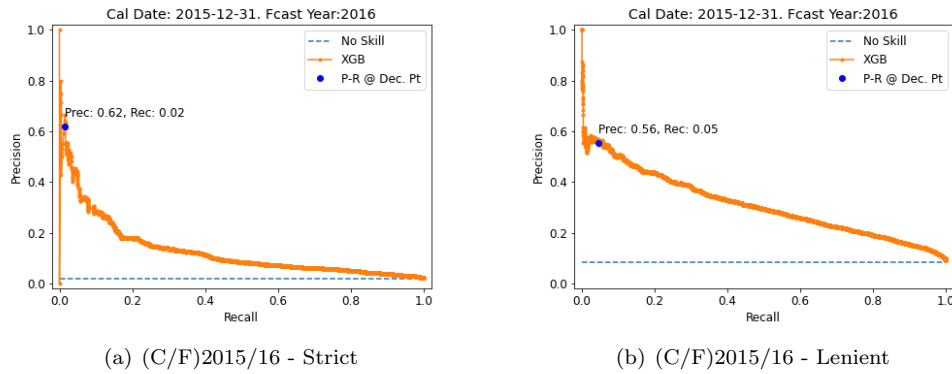 Cal Date: 2015-12-31. Fcast Year:2016
No Skill
XGB
P-R @ Dec. Pt
Prec: 0.62, Rec: 0.02
Precision
1.0
0.8
0.6
0.4
0.2
0.0
0.0 0.2 0.4 0.6 0.8 1.0
Recall
(a) (C/F)2015/16 - Strict
Cal Date: 2015-12-31. Fcast Year:2016
No Skill
XGB
P-R @ Dec. Pt
Prec: 0.56, Rec: 0.05
Precision
1.0
0.8
0.6
0.4
0.2
0.0
0.0 0.2 0.4 0.6 0.8 1.0
Recall
(b) (C/F)2015/16 - Lenient